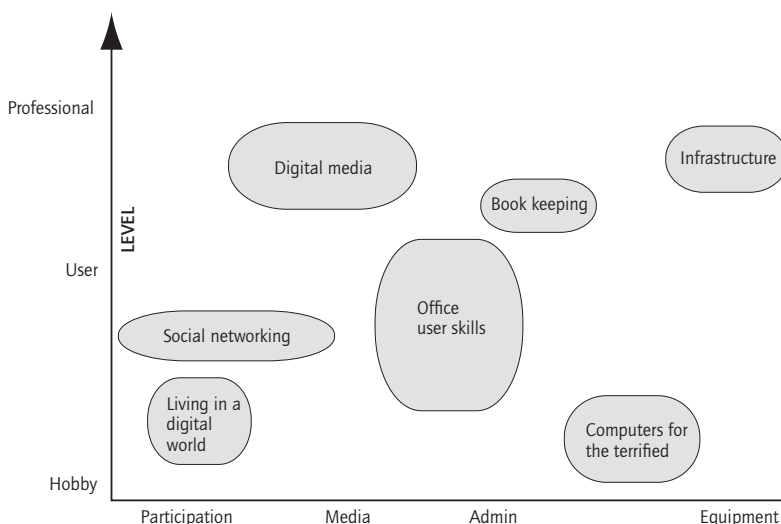 Professional
Infrastructure
Digital media
Book keeping
LEVEL
User
Office
user skills
Social networking
Living in a
digital
world
Computers for
the terrified
Hobby
Participation
Media
Admin
Equipment